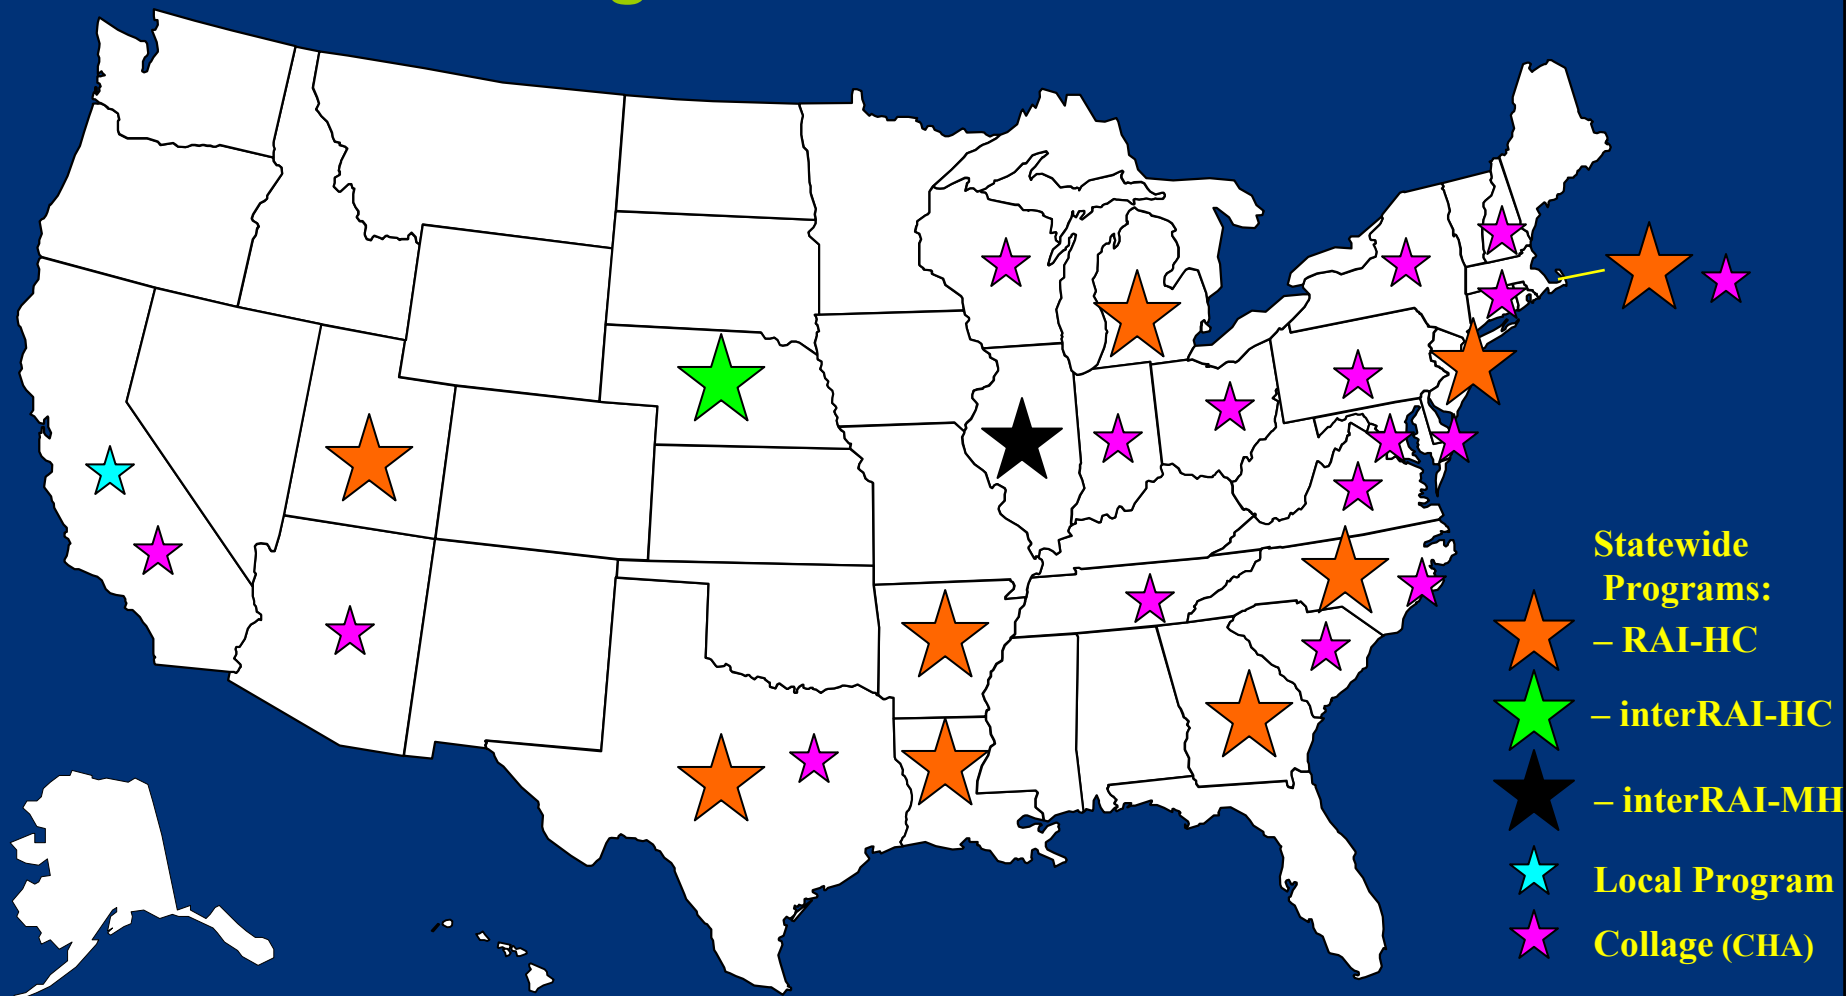 Statewide
Programs:
– RAI-HC
– interRAI-HC
– interRAI-MH
Local Program
Collage (CHA)